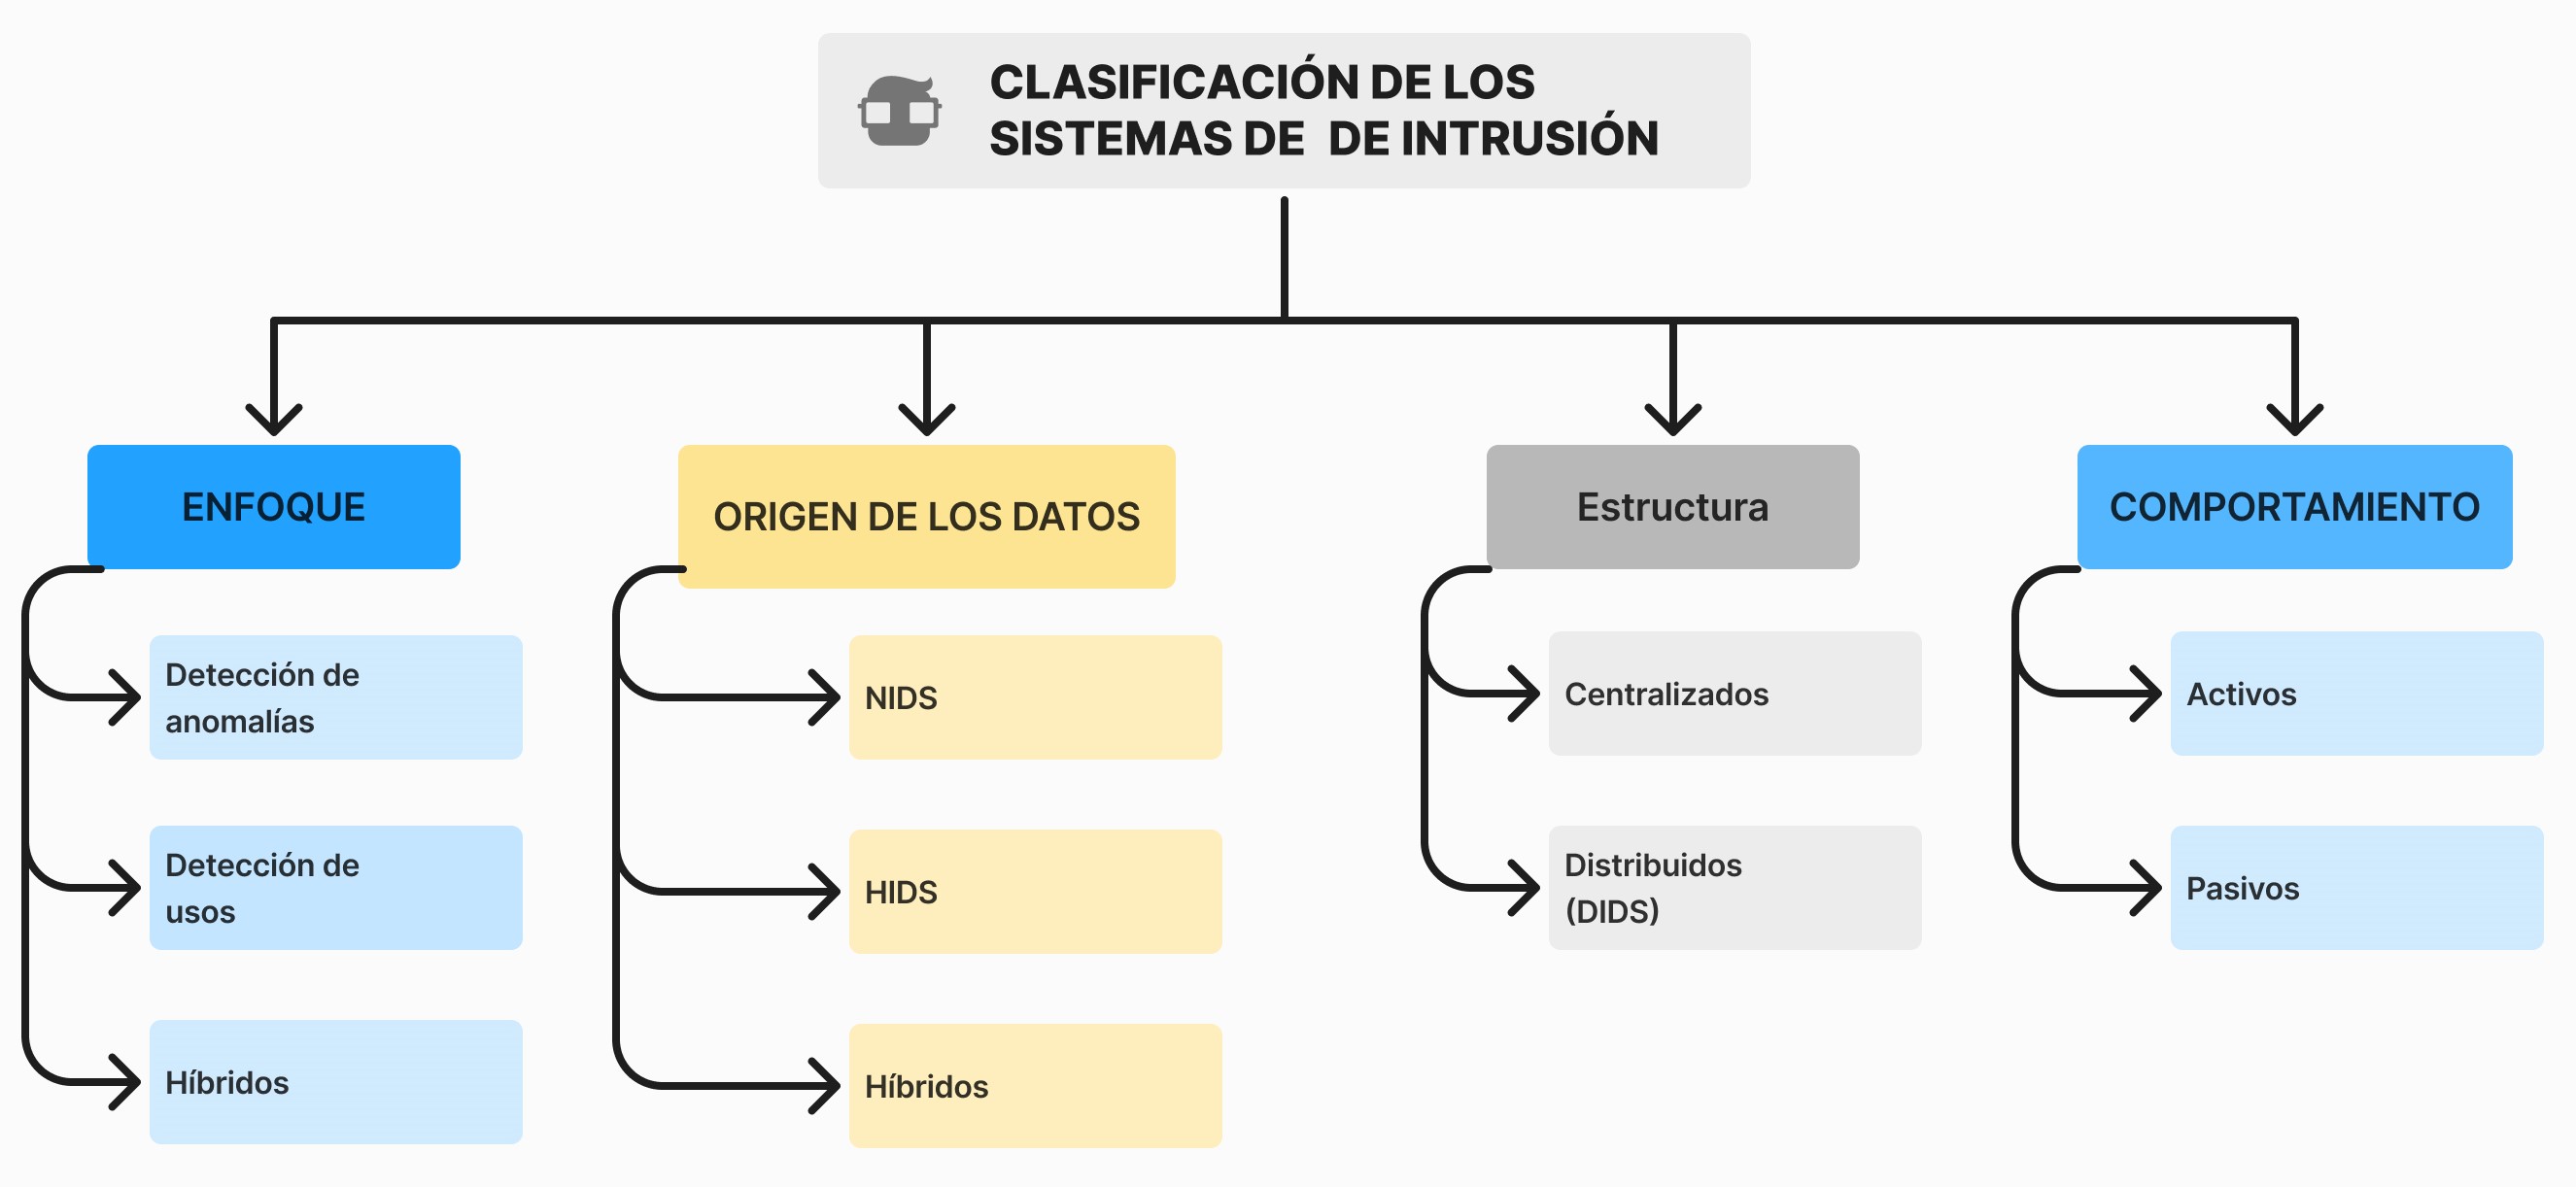 CLASIFICACIÓN DE LOS
SISTEMAS DE  DE INTRUSIÓN
ENFOQUE
Detección de
anomalías
Detección de
usos
Híbridos
ORIGEN DE LOS DATOS
NIDS
HIDS
Híbridos
Estructura
Centralizados
Distribuidos
(DIDS)
COMPORTAMIENTO
Activos
Pasivos